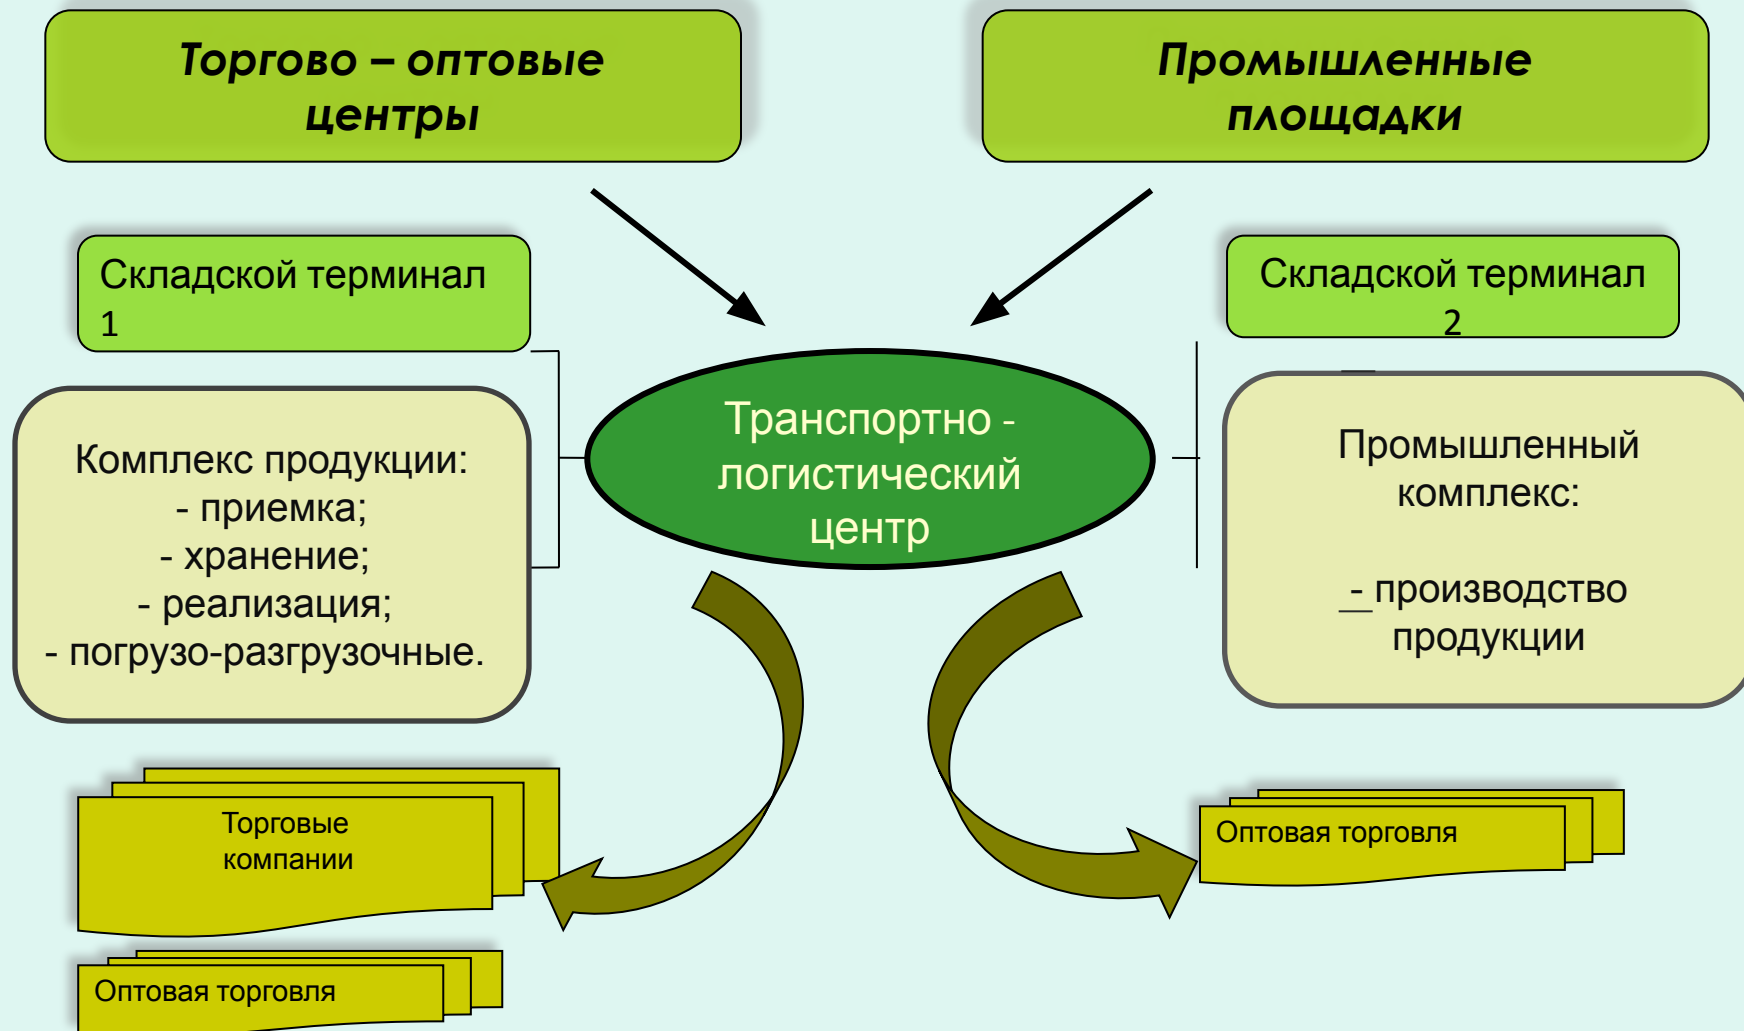 Торгово – оптовые
центры
Промышленные
площадки
Складской терминал
1
Складской терминал
2
Транспортно -
логистический
центр
Комплекс продукции:
- приемка;
- хранение;
- реализация;
- погрузо-разгрузочные.
Промышленный
комплекс:
- производство
продукции
Торговые
компании
Оптовая торговля
Оптовая торговля